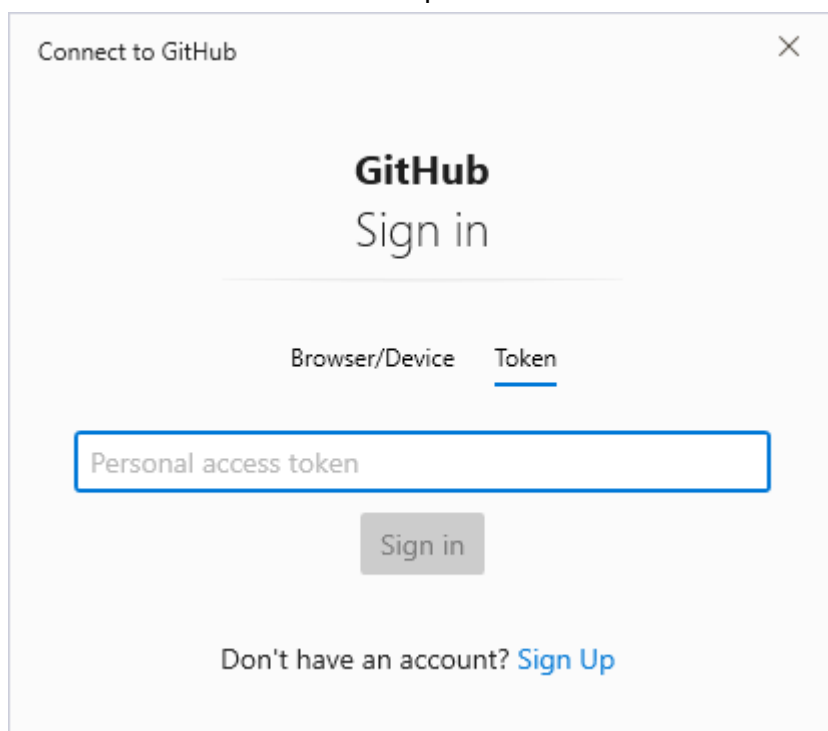 Connect to GitHub
GitHub
Sign in
Browser/Device Token
Personal access token
Sign in
Don't have an account? Sign Up